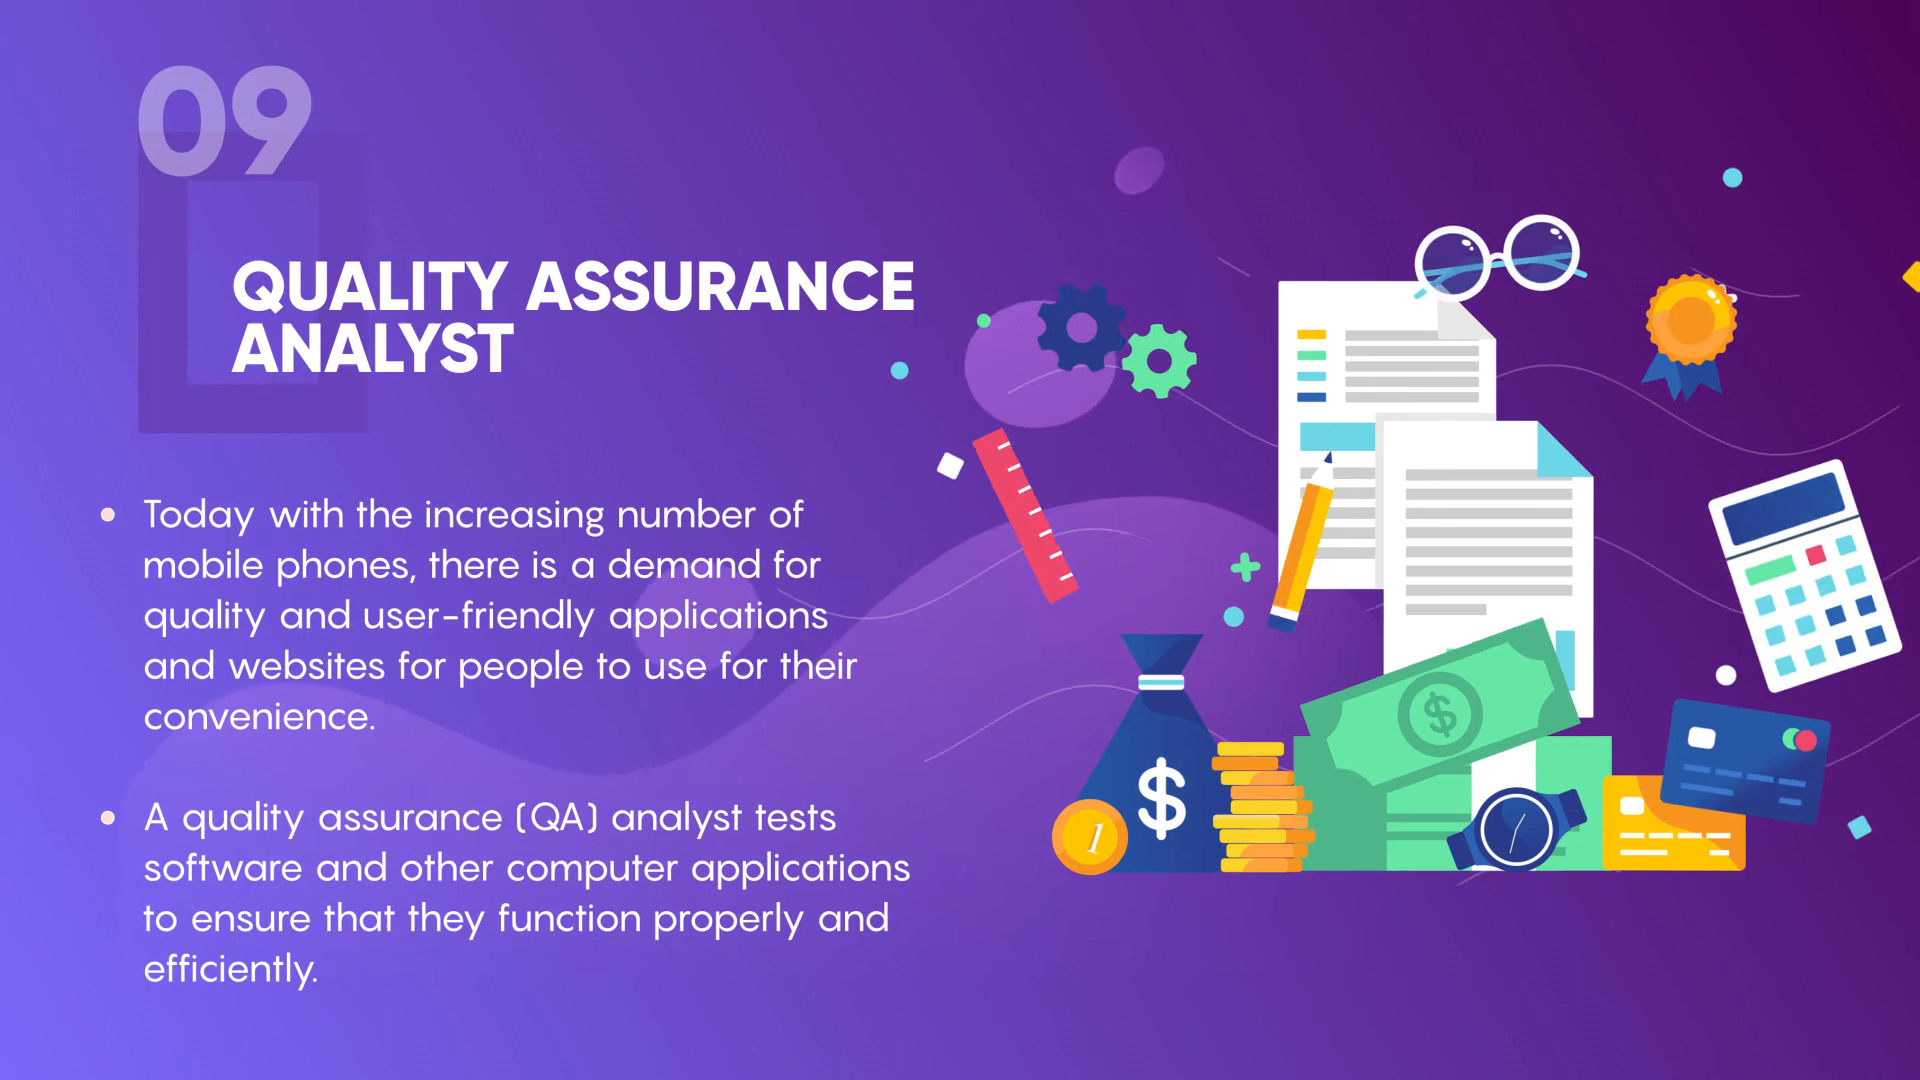 09
QUALITY ASSURANCE
ANALYST
• Today with the increasing number of
mobile phones, there is a demand for
quality and user-friendly applications
and websites for people to use for their
convenience.
• A quality assurance (QA) analyst tests
software and other computer applications
to ensure that they function properly and
efficiently.
$
$
1